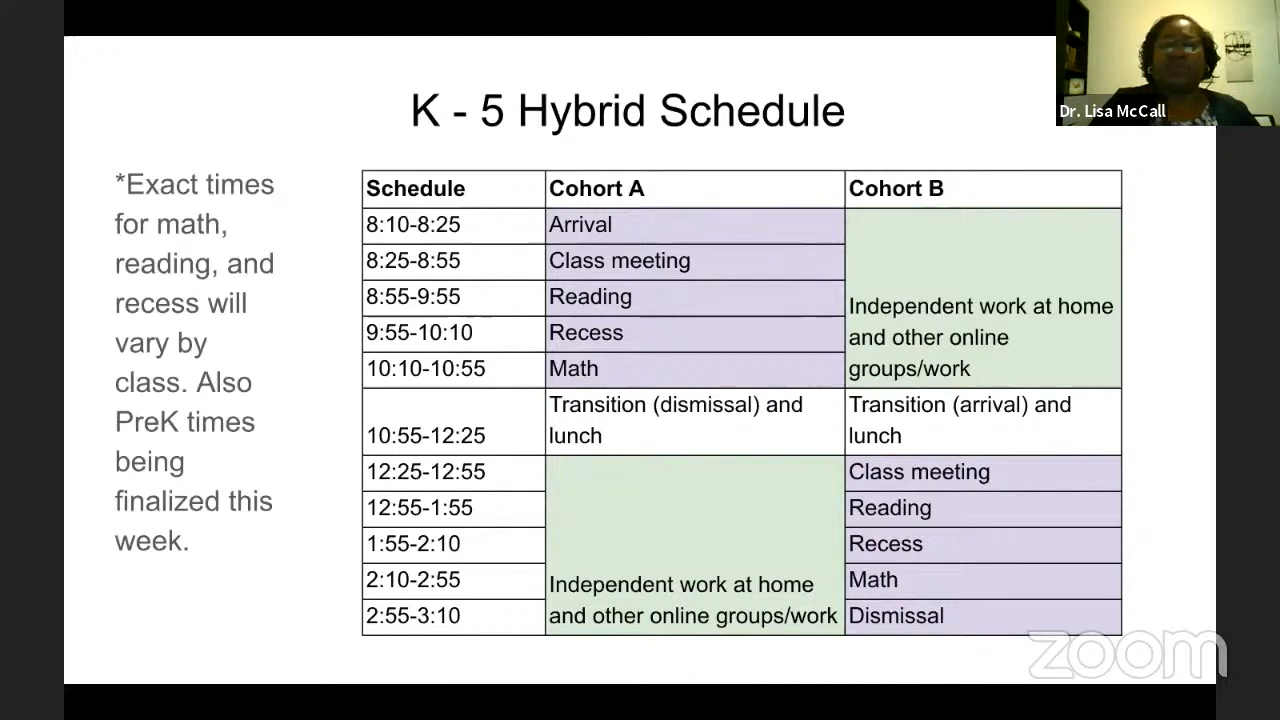 K - 5 Hybrid Schedule
Dr. Lisa McCall
*Exact times
for math,
reading, and
recess will
vary by
class. Also
PreK times
being
finalized this
week.
Schedule Cohort A Cohort B
8:10-8:25 Arrival
8:25-8:55 Class meeting
8:55-9:55 Reading
9:55-10:10 Recess
10:10-10:55 Math
Independent work at home
and other online
groups/work
Transition (dismissal) and Transition (arrival) and
10:55-12:25 lunch lunch
12:25-12:55 Class meeting
12:55-1:55 Reading
1:55-2:10 Recess
2:10-2:55 Math
2:55-3:10 Dismissal
Independent work at home
and other online groups/work
zoom